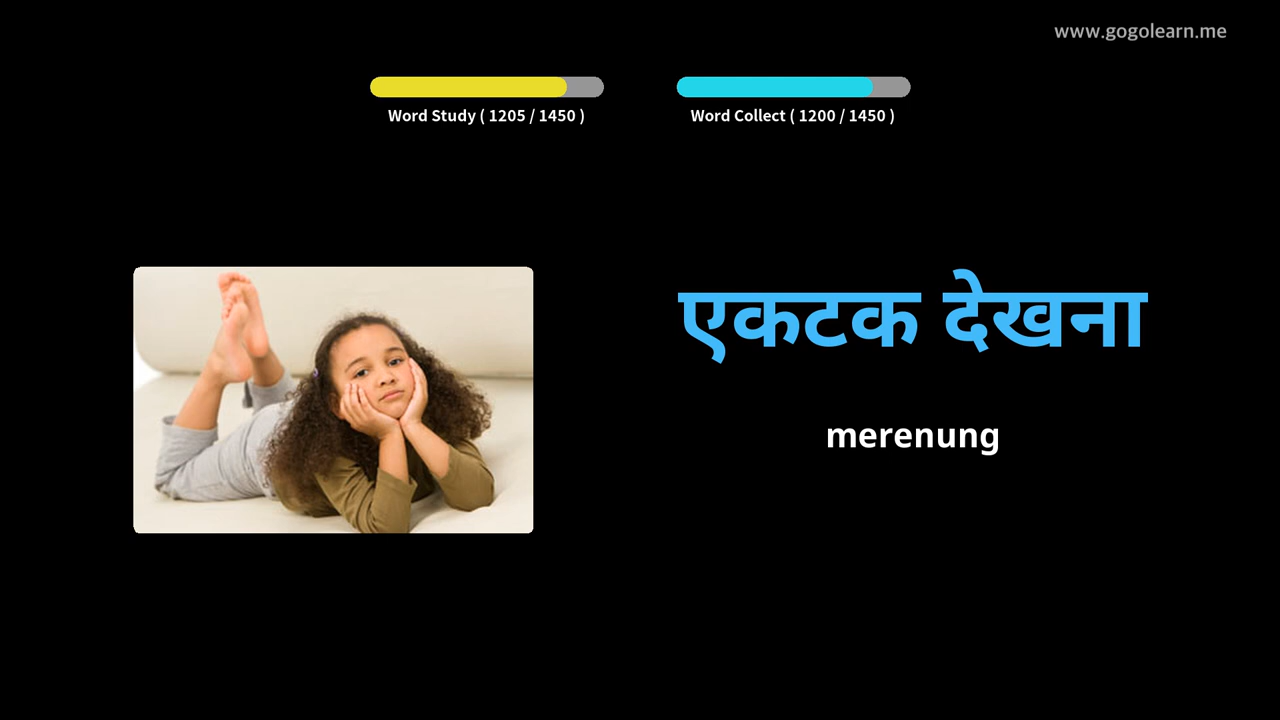 www.gogolearn.me
Word Study ( 1205 / 1450 )
Word Collect ( 1200 / 1450 )
एकटक देखना
merenung